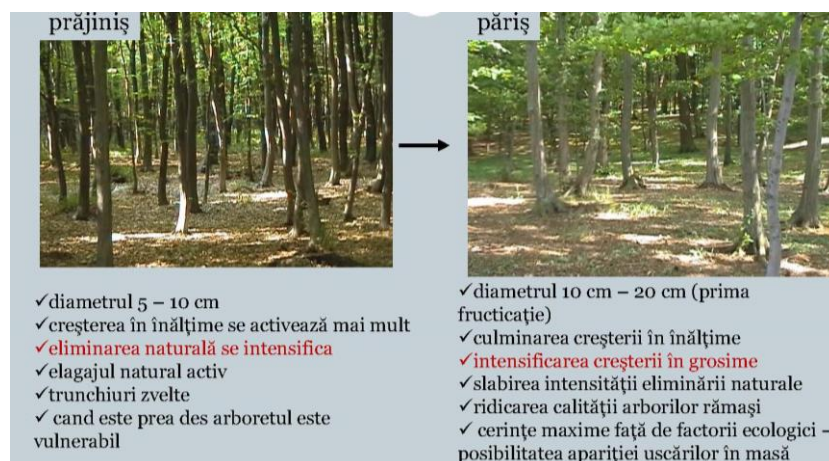 prăjiniş
păriş
✓diametrul 5 – 10 cm
✓creşterea în înălţime se activează mai mult
✓eliminarea naturală se intensifica
✓elagajul natural activ
✓trunchiuri zvelte
✓ cand este prea des arboretul este
vulnerabil
✓diametrul 10 cm – 20 cm (prima
fructicaţie)
✓culminarea creşterii în înălţime
✓intensificarea creşterii în grosime
✓slabirea intensităţii eliminării naturale
✓ridicarea calităţii arborilor rămaşi
✓ cerinţe maxime faţă de factorii ecologici –
posibilitatea apariţiei uscărilor în masă